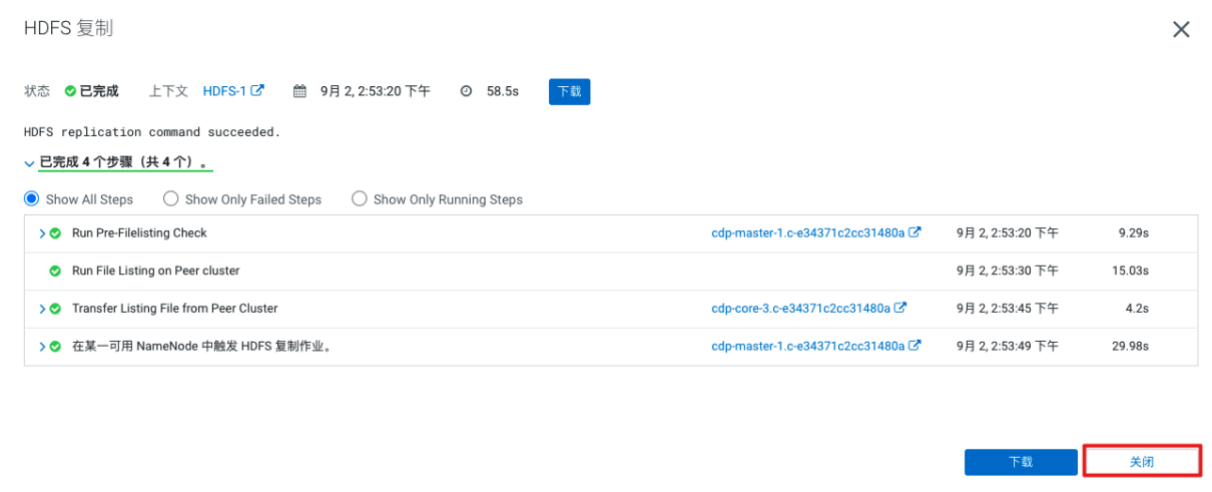 HDFS 复制
状态 已完成 上下文 HDFS-1 9月 2, 2:53:20 下午 58.5s 下载
HDFS replication command succeeded.
已完成 4 个步骤（共 4 个）。
Show All Steps Show Only Failed Steps Show Only Running Steps
Run Pre-Filelisting Check cdp-master-1.c-e34371c2cc31480a 9月 2, 2:53:20 下午 9.29s
Run File Listing on Peer cluster 9月 2, 2:53:30 下午 15.03s
Transfer Listing File from Peer Cluster cdp-core-3.c-e34371c2cc31480a 9月 2, 2:53:45 下午 4.2s
在某一可用 NameNode 中触发 HDFS 复制作业。 cdp-master-1.c-e34371c2cc31480a 9月 2, 2:53:49 下午 29.98s
下载 关闭